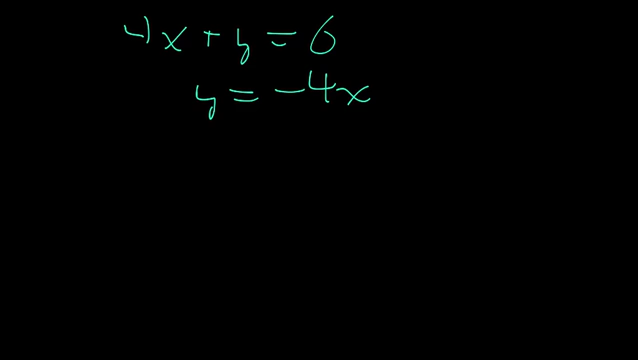 4x + y = 6
y = -4x